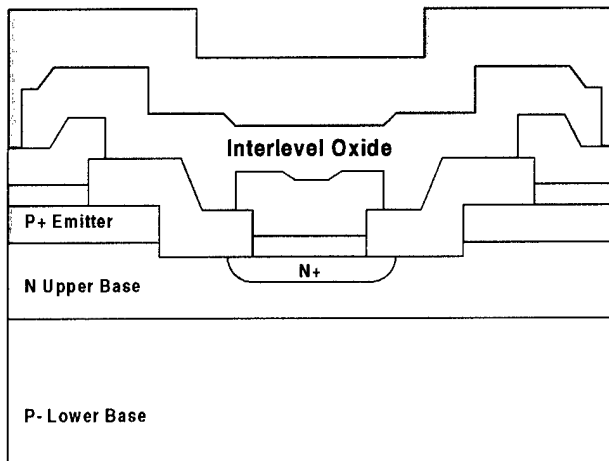 Interlevel Oxide
P+ Emitter
N+
N Upper Base
P- Lower Base